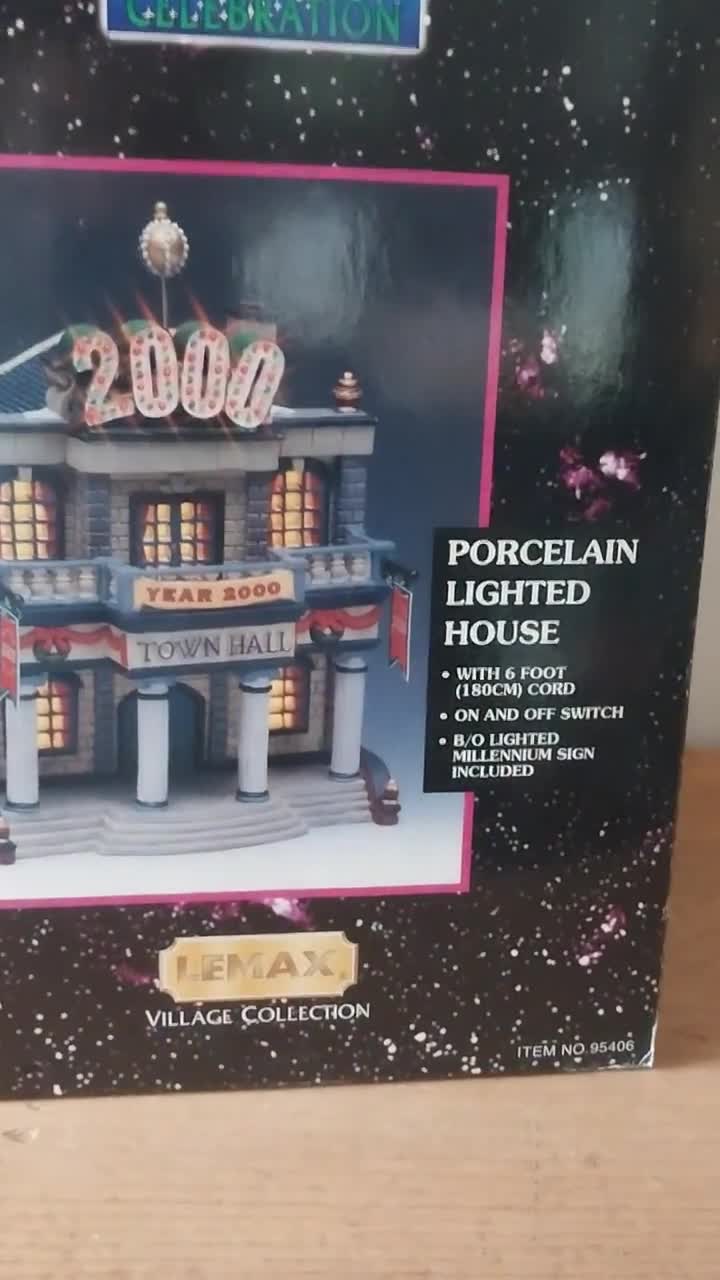 CELEBRATION
2000
YEAR 2000
TOWN HALL
PORCELAIN
LIGHTED
HOUSE
• WITH 6 FOOT
(180CM) CORD
• ON AND OFF SWITCH
• B/O LIGHTED
MILLENNIUM SIGN
INCLUDED
LEMAX
VILLAGE COLLECTION
ITEM NO.95406